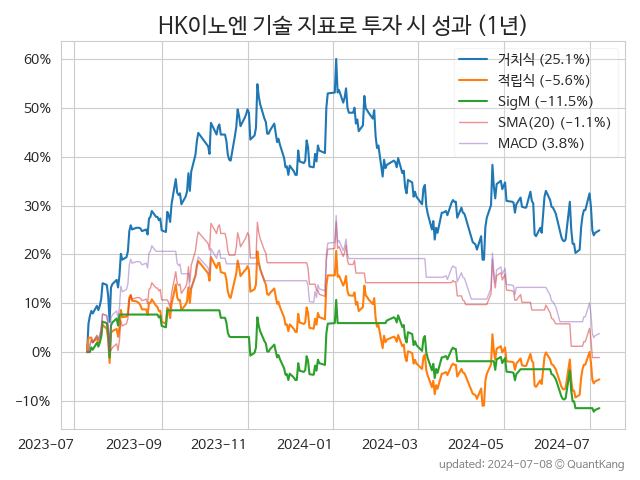 HK이노엔 기술 지표로 투자 시 성과 (1년)
거치식 (25.1%)
적립식 (−5.6%)
SigM (−11.5%)
SMA(20) (−1.1%)
MACD (3.8%)
60%
50%
40%
30%
20%
10%
0%
−10%
2023-07 2023-09 2023-11 2024-01 2024-03 2024-05 2024-07
updated: 2024-07-08 © QuantKang